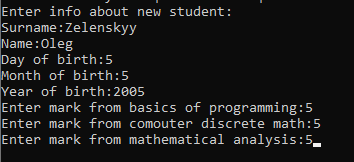 Enter info about new student:
Surname:Zelenskyy
Name:Oleg
Day of birth:5
Month of birth:5
Year of birth:2005
Enter mark from basics of programming:5
Enter mark from comouter discrete math:5
Enter mark from mathematical analysis:5